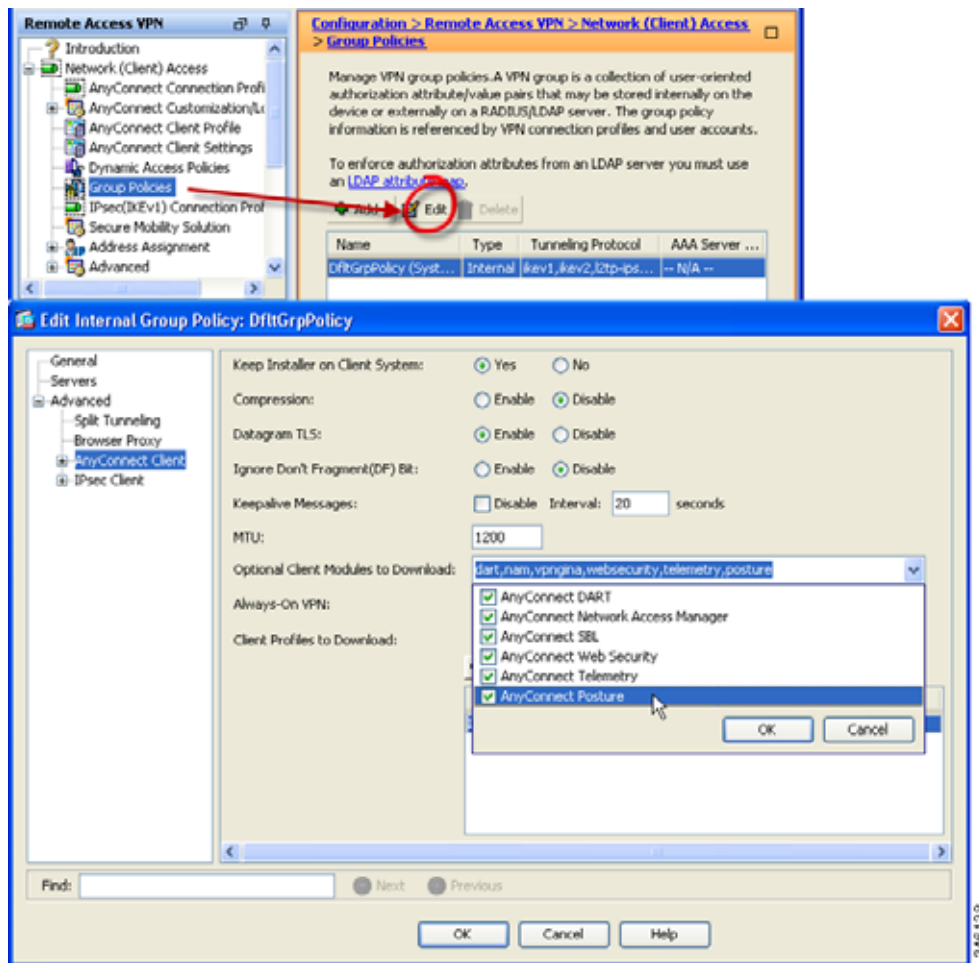 Remote Access VPN
Introduction
Network (Client) Access
AnyConnect Connection Profi
AnyConnect Customization/Lo
AnyConnect Client Profile
AnyConnect Client Settings
Dynamic Access Policies
Group Policies
IPsec(IKEv1) Connection Prof
Secure Mobility Solution
Address Assignment
Advanced
Configuration > Remote Access VPN > Network (Client) Access
> Group Policies
Manage VPN group policies.A VPN group is a collection of user-oriented
authorization attribute/value pairs that may be stored internally on the
device or externally on a RADIUS/LDAP server. The group policy
information is referenced by VPN connection profiles and user accounts.
To enforce authorization attributes from an LDAP server you must use
an LDAP attribute map.
Add Edit Delete
Name Type Tunneling Protocol AAA Server ...
DfltGrpPolicy (Syst... Internal ikev1,ikev2,l2tp-ips... -- N/A --
Edit Internal Group Policy: DfltGrpPolicy
General
Servers
Advanced
Split Tunneling
Browser Proxy
AnyConnect Client
IPsec Client
Keep Installer on Client System: Yes No
Compression: Enable Disable
Datagram TLS: Enable Disable
Ignore Don't Fragment(DF) Bit: Enable Disable
Keepalive Messages: Disable Interval: 20 seconds
MTU: 1200
Optional Client Modules to Download: dart,nam,vpngina,websecurity,telemetry,posture
Always-On VPN:
Client Profiles to Download:
AnyConnect DART
AnyConnect Network Access Manager
AnyConnect SBL
AnyConnect Web Security
AnyConnect Telemetry
AnyConnect Posture
OK Cancel
Find: Next Previous
OK Cancel Help